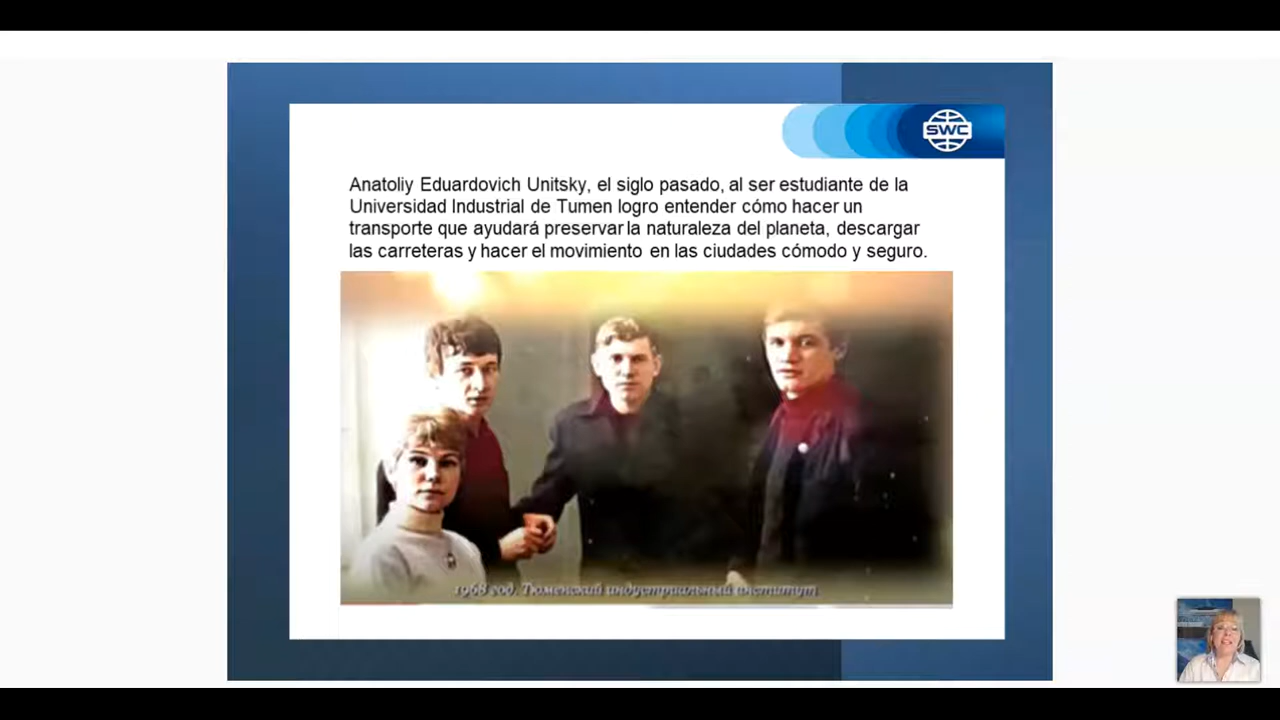 SWC
Anatoliy Eduardovich Unitsky, el siglo pasado, al ser estudiante de la
Universidad Industrial de Tumen logro entender cómo hacer un
transporte que ayudará preservar la naturaleza del planeta, descargar
las carreteras y hacer el movimiento en las ciudades cómodo y seguro.
1968 год. Тюменский индустриальный институт